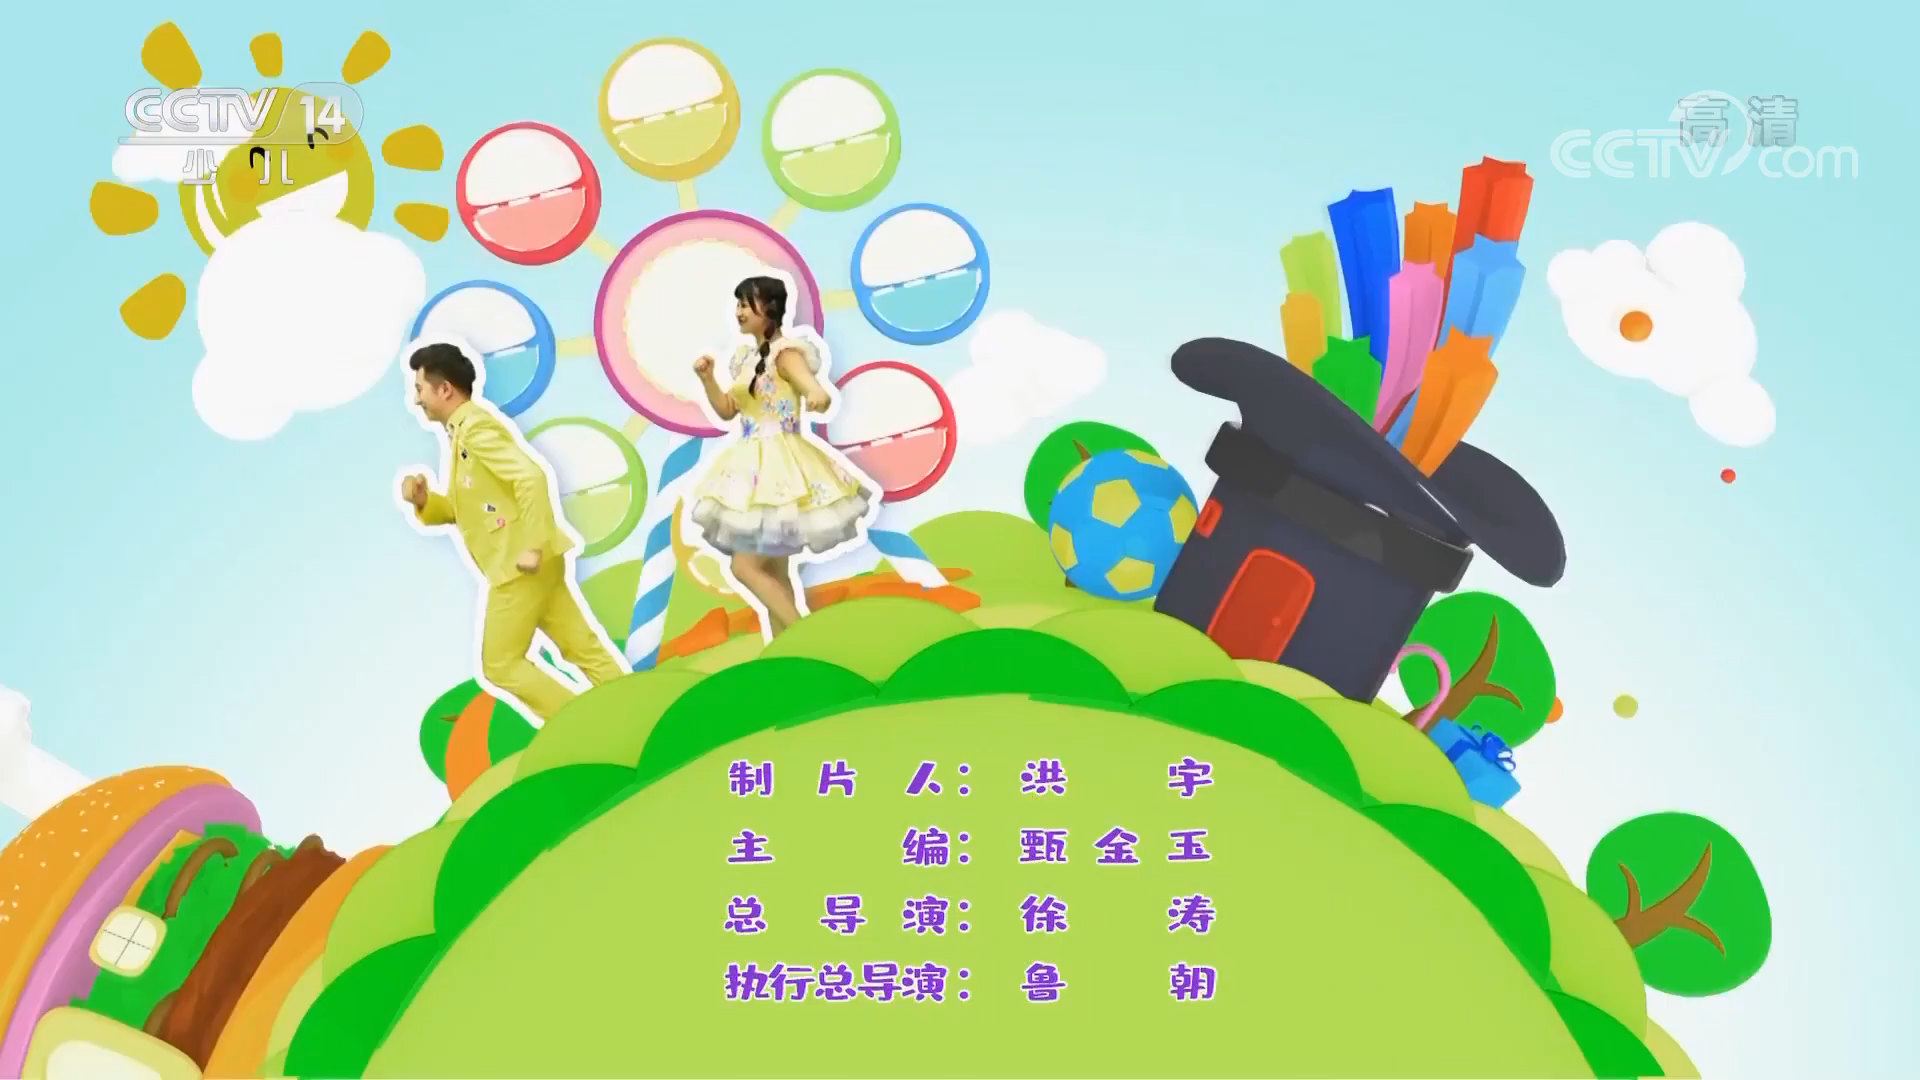 CCTV 14
少儿
高清
CCTV.com
制片人：洪宇
主编：甄金玉
总导演：徐涛
执行总导演：鲁朝